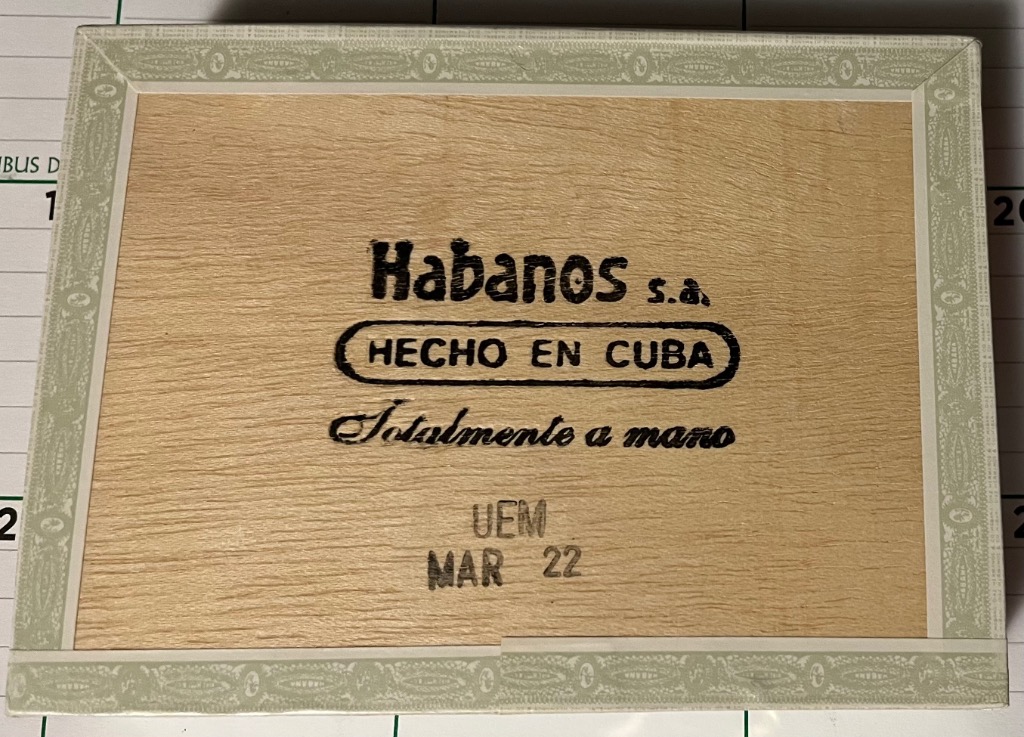 Habanos s.a.
HECHO EN CUBA
Totalmente a mano
UEM
MAR 22